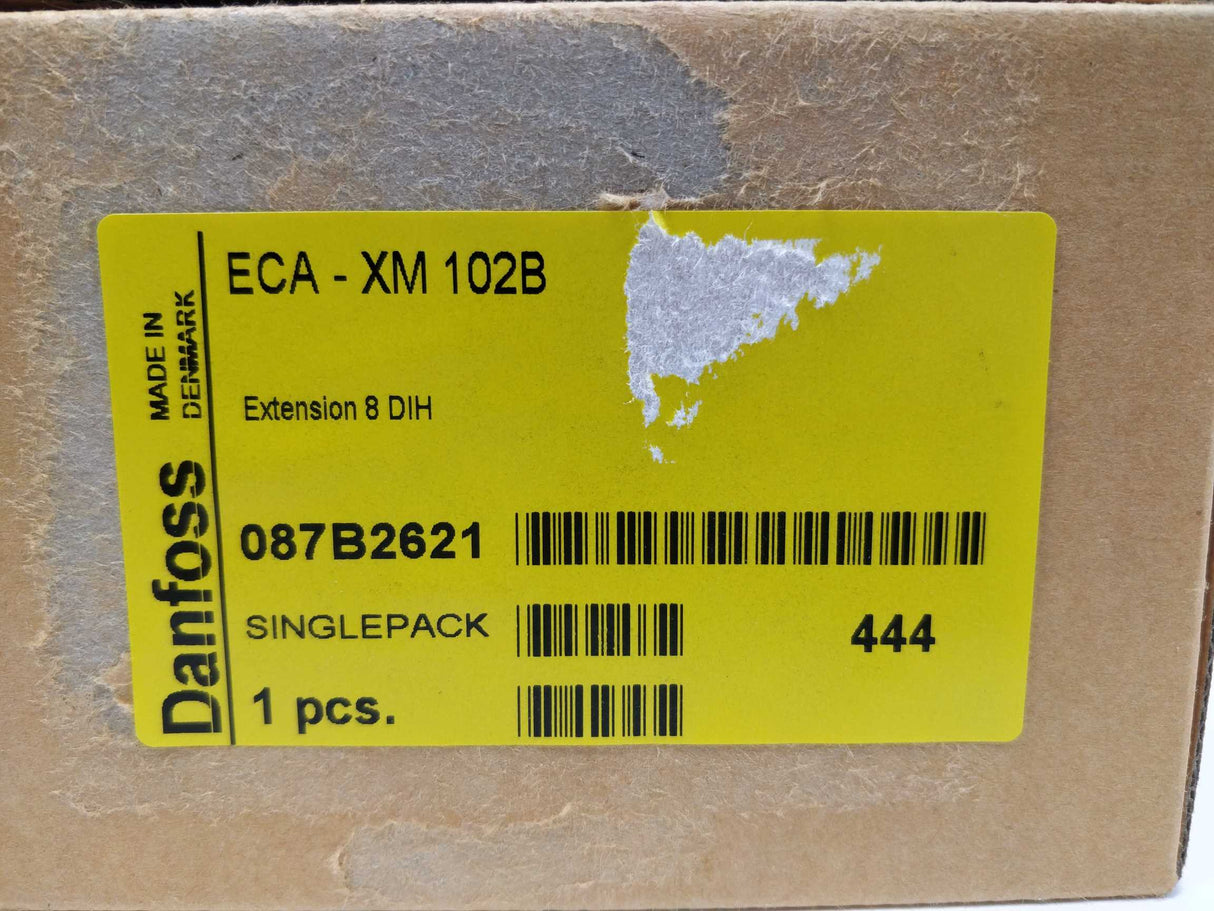 ECA - XM 102B
Extension 8 DIH
087B2621
SINGLEPACK
444
1 pcs.
Danfoss
MADE IN
DENMARK